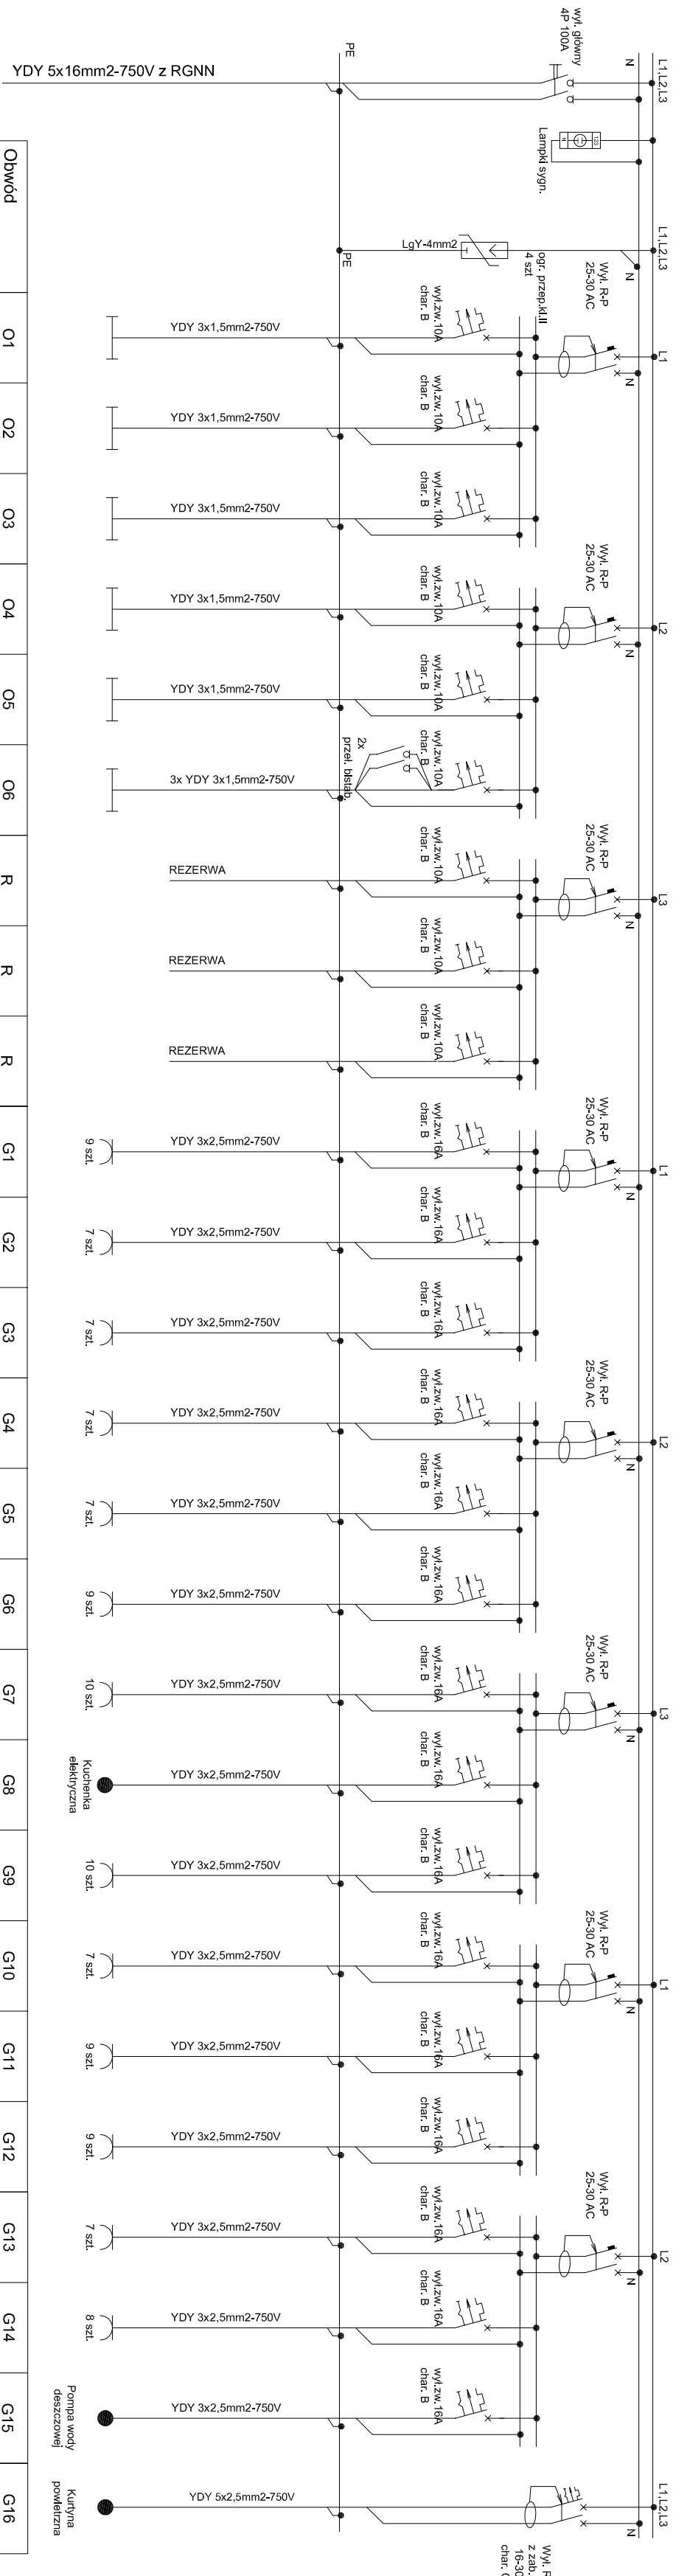 L1,L2,L3
N
wył. główny
4P 100A
PE
YDY 5x16mm2-750V z RGNN
Lampki sygn.
123
N
L1,L2,L3
N
ogr. przep.kl.II
4 szt
LgY-4mm2
PE
Wył. R-P
25-30 AC
L1
N
wył.zw.10A
char. B
YDY 3x1,5mm2-750V
wył.zw.10A
char. B
YDY 3x1,5mm2-750V
wył.zw.10A
char. B
YDY 3x1,5mm2-750V
Wył. R-P
25-30 AC
L2
N
wył.zw.10A
char. B
YDY 3x1,5mm2-750V
wył.zw.10A
char. B
YDY 3x1,5mm2-750V
wył.zw.10A
char. B
2x
przeł. bistab.
3x YDY 3x1,5mm2-750V
Wył. R-P
25-30 AC
L3
N
wył.zw.10A
char. B
REZERWA
wył.zw.10A
char. B
REZERWA
wył.zw.10A
char. B
REZERWA
Wył. R-P
25-30 AC
L1
N
wył.zw.16A
char. B
YDY 3x2,5mm2-750V
9 szt.
wył.zw.16A
char. B
YDY 3x2,5mm2-750V
7 szt.
wył.zw.16A
char. B
YDY 3x2,5mm2-750V
7 szt.
Wył. R-P
25-30 AC
L2
N
wył.zw.16A
char. B
YDY 3x2,5mm2-750V
7 szt.
wył.zw.16A
char. B
YDY 3x2,5mm2-750V
7 szt.
wył.zw.16A
char. B
YDY 3x2,5mm2-750V
9 szt.
Wył. R-P
25-30 AC
L3
N
wył.zw.16A
char. B
YDY 3x2,5mm2-750V
10 szt.
wył.zw.16A
char. B
YDY 3x2,5mm2-750V
Kuchenka
elektryczna
wył.zw.16A
char. B
YDY 3x2,5mm2-750V
10 szt.
Wył. R-P
25-30 AC
L1
N
wył.zw.16A
char. B
YDY 3x2,5mm2-750V
7 szt.
wył.zw.16A
char. B
YDY 3x2,5mm2-750V
9 szt.
wył.zw.16A
char. B
YDY 3x2,5mm2-750V
9 szt.
Wył. R-P
25-30 AC
L2
N
wył.zw.16A
char. B
YDY 3x2,5mm2-750V
7 szt.
wył.zw.16A
char. B
YDY 3x2,5mm2-750V
8 szt.
wył.zw.16A
char. B
YDY 3x2,5mm2-750V
Pompa wody
deszczowej
L1,L2,L3
N
Wył. R
z zab.
16-30
char.
YDY 5x2,5mm2-750V
Kurtyna
powietrzna
Obwód
O1
O2
O3
O4
O5
O6
R
R
R
G1
G2
G3
G4
G5
G6
G7
G8
G9
G10
G11
G12
G13
G14
G15
G16